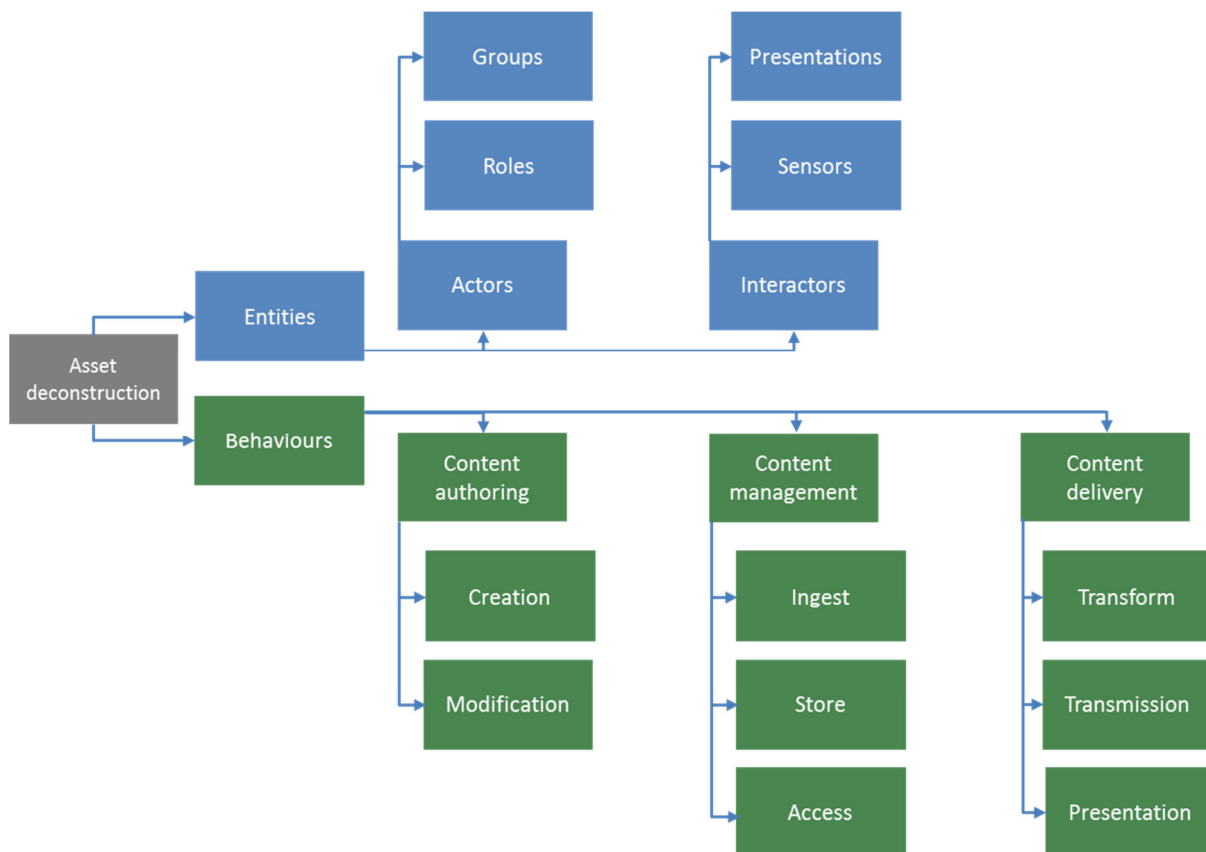 Groups
Presentations
Roles
Sensors
Actors
Interactors
Entities
Asset
deconstruction
Behaviours
Content
authoring
Content
management
Content
delivery
Creation
Ingest
Transform
Modification
Store
Transmission
Access
Presentation